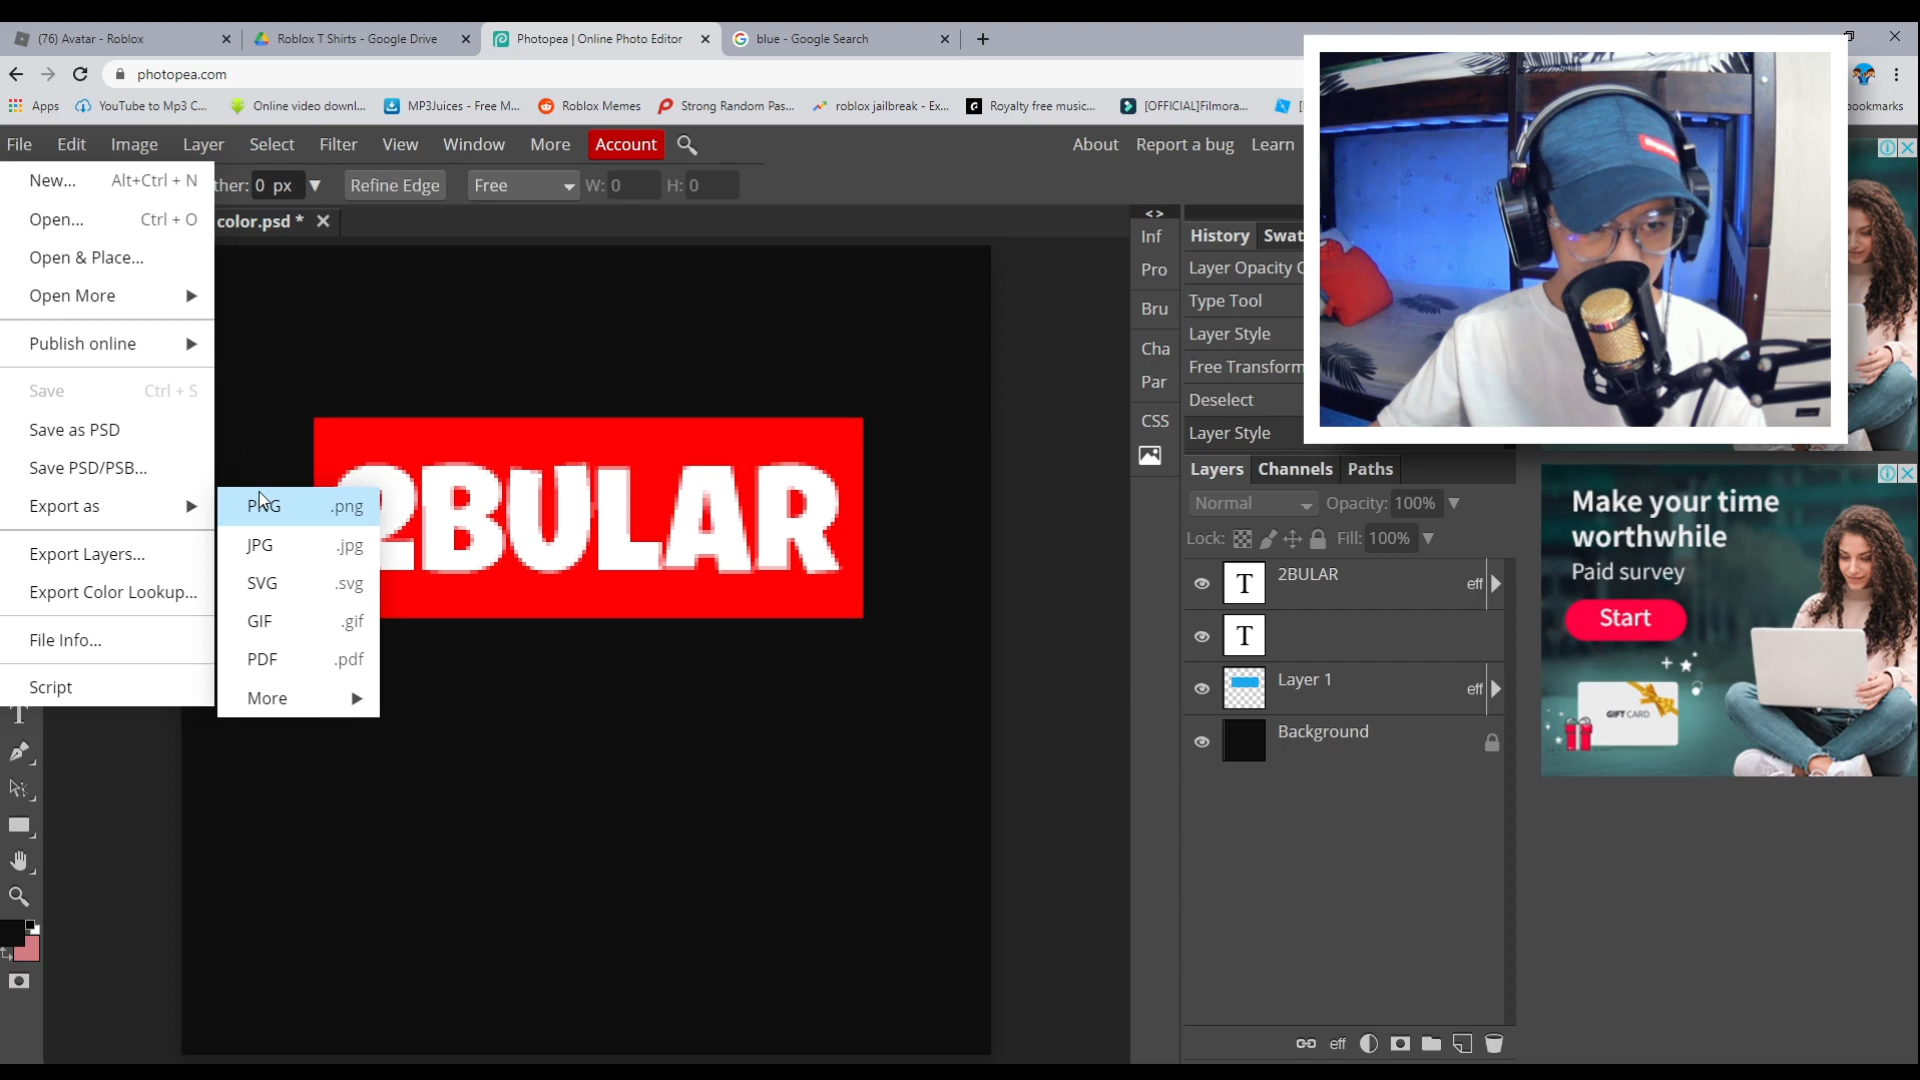 (76) Avatar - Roblox
Roblox T Shirts - Google Drive
Photopea | Online Photo Editor
blue - Google Search
photopea.com
Apps
YouTube to Mp3 C...
Online video downl...
MP3Juices - Free M...
Roblox Memes
Strong Random Pas...
roblox jailbreak - Ex...
Royalty free music...
[OFFICIAL]Filmora...
bookmarks
File Edit Image Layer Select Filter View Window More Account
About Report a bug Learn
ther: 0 px Refine Edge Free W: 0 H: 0
color.psd *
New... Alt+Ctrl + N
Open... Ctrl + O
Open & Place...
Open More
Publish online
Save Ctrl + S
Save as PSD
Save PSD/PSB...
Export as
Export Layers...
Export Color Lookup...
File Info...
Script
PNG .png
JPG .jpg
SVG .svg
GIF .gif
PDF .pdf
More
2BULAR
< >
Inf
Pro
Bru
Cha
Par
CSS
History Swat
Layer Opacity C
Type Tool
Layer Style
Free Transform
Deselect
Layer Style
Layers Channels Paths
Normal Opacity: 100%
Lock: Fill: 100%
T 2BULAR eff
T
Layer 1 eff
Background
eff
Make your time
worthwhile
Paid survey
Start
GIFT CARD